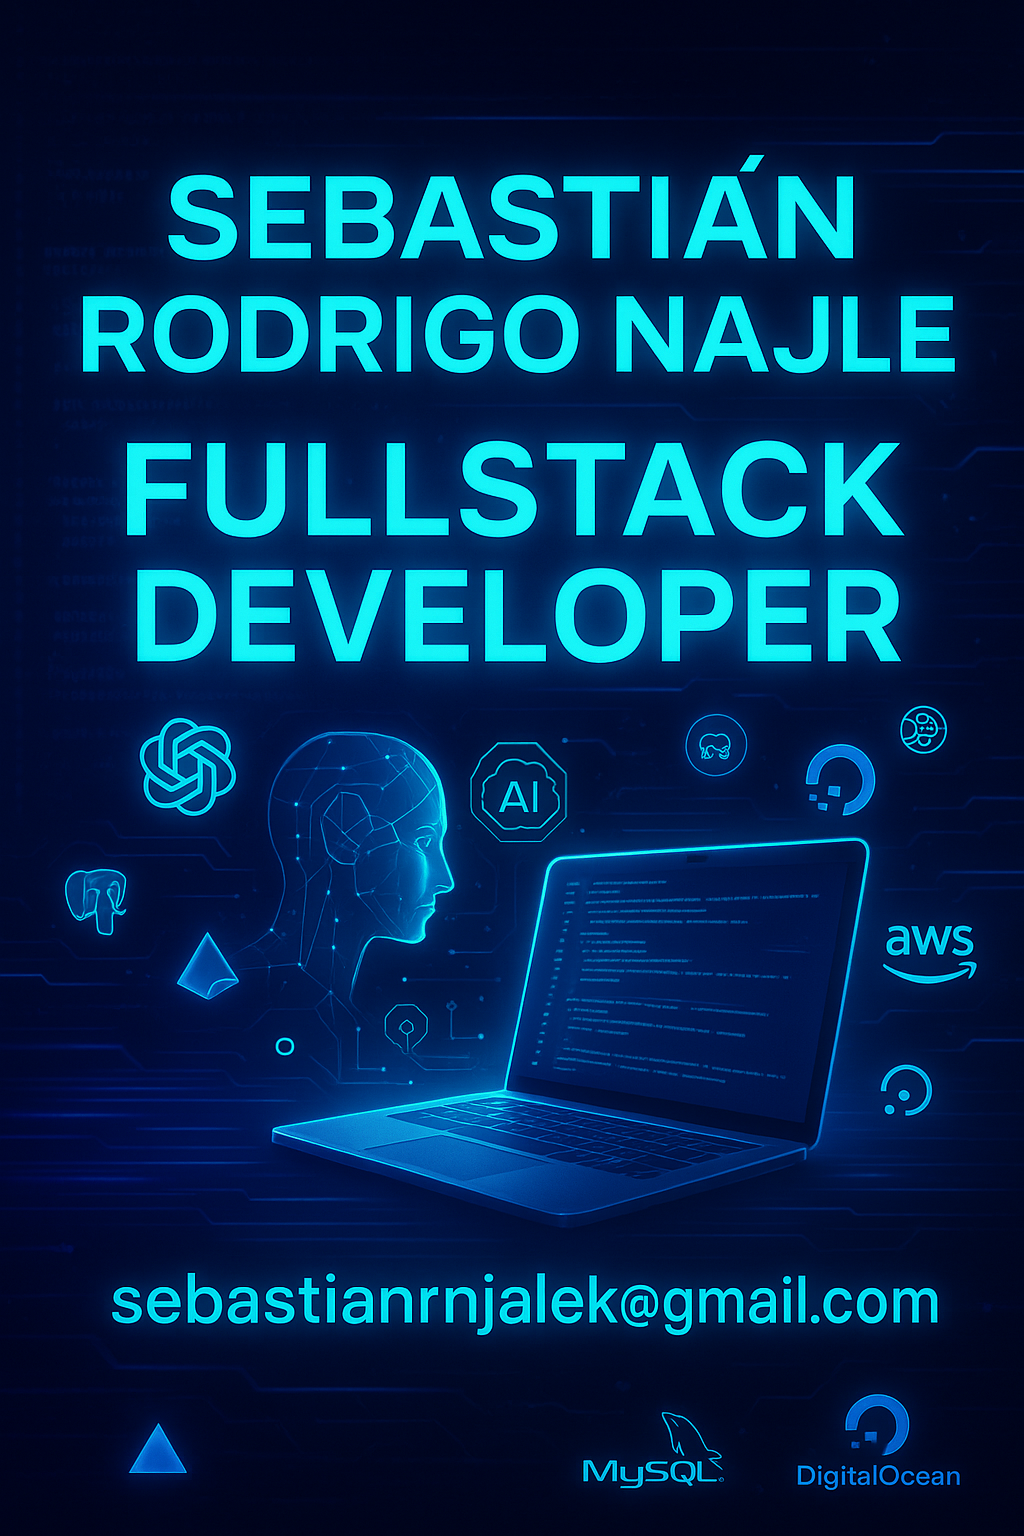 SEBASTIÁN
RODRIGO NAJLE
FULLSTACK
DEVELOPER
AI
aws
sebastianrnjalek@gmail.com
MySQL
DigitalOcean